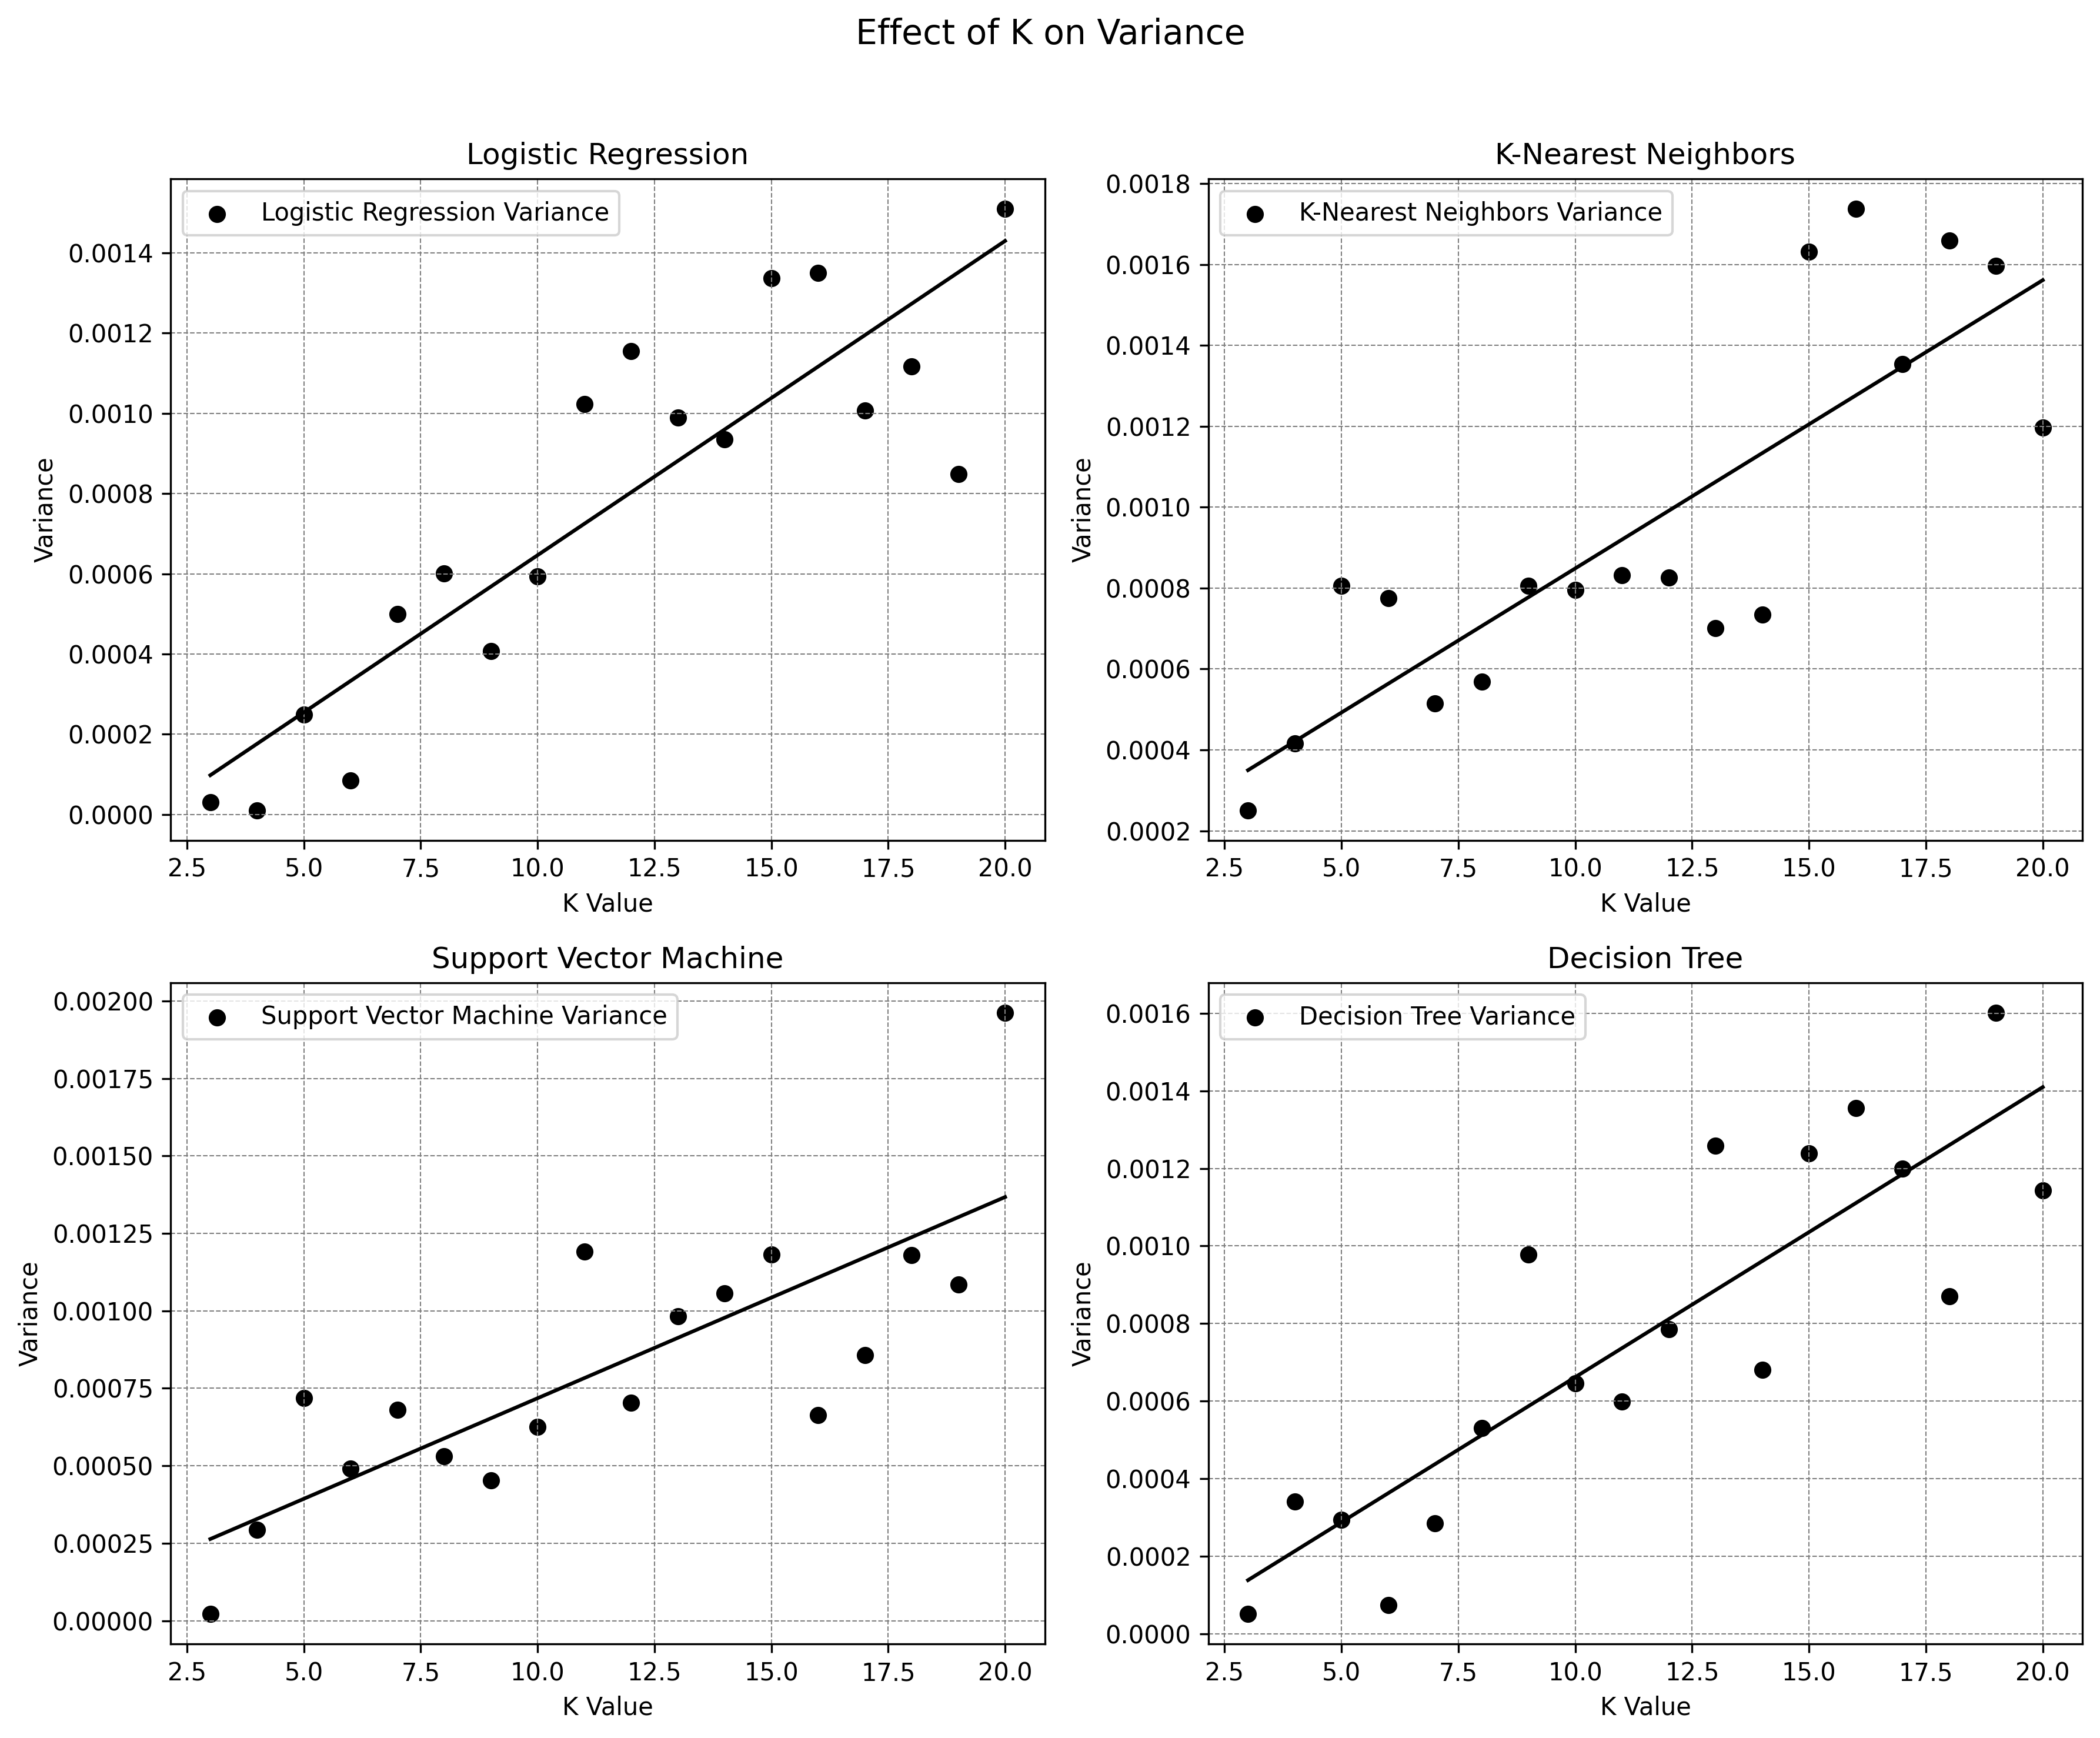 Effect of K on Variance
Logistic Regression
Logistic Regression Variance
0.0014
0.0012
0.0010
0.0008
0.0006
0.0004
0.0002
0.0000
Variance
2.5 5.0 7.5 10.0 12.5 15.0 17.5 20.0
K Value
K-Nearest Neighbors
K-Nearest Neighbors Variance
0.0018
0.0016
0.0014
0.0012
0.0010
0.0008
0.0006
0.0004
0.0002
Variance
2.5 5.0 7.5 10.0 12.5 15.0 17.5 20.0
K Value
Support Vector Machine
Support Vector Machine Variance
0.00200
0.00175
0.00150
0.00125
0.00100
0.00075
0.00050
0.00025
0.00000
Variance
2.5 5.0 7.5 10.0 12.5 15.0 17.5 20.0
K Value
Decision Tree
Decision Tree Variance
0.0016
0.0014
0.0012
0.0010
0.0008
0.0006
0.0004
0.0002
0.0000
Variance
2.5 5.0 7.5 10.0 12.5 15.0 17.5 20.0
K Value